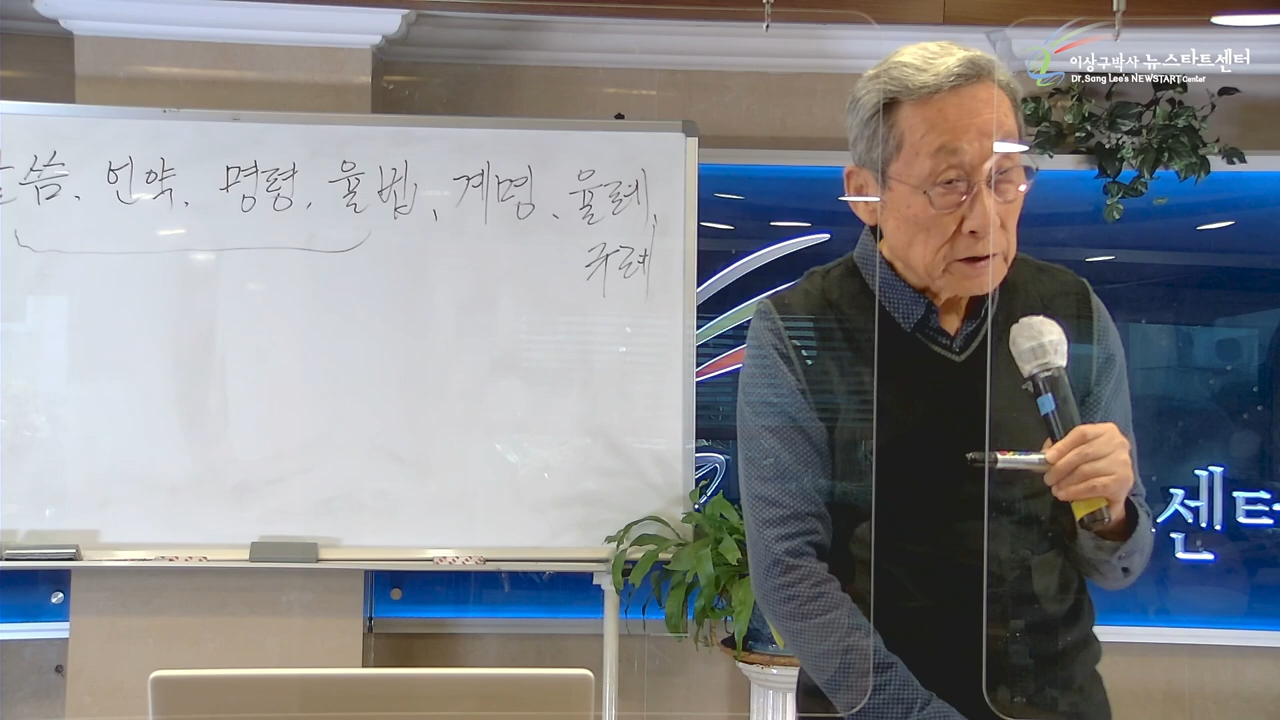 이상구박사 뉴스타트센터
Dr.Sang Lee's NEWSTART Center
말씀, 언약, 명령, 율법, 계명, 율례,
규례
센터